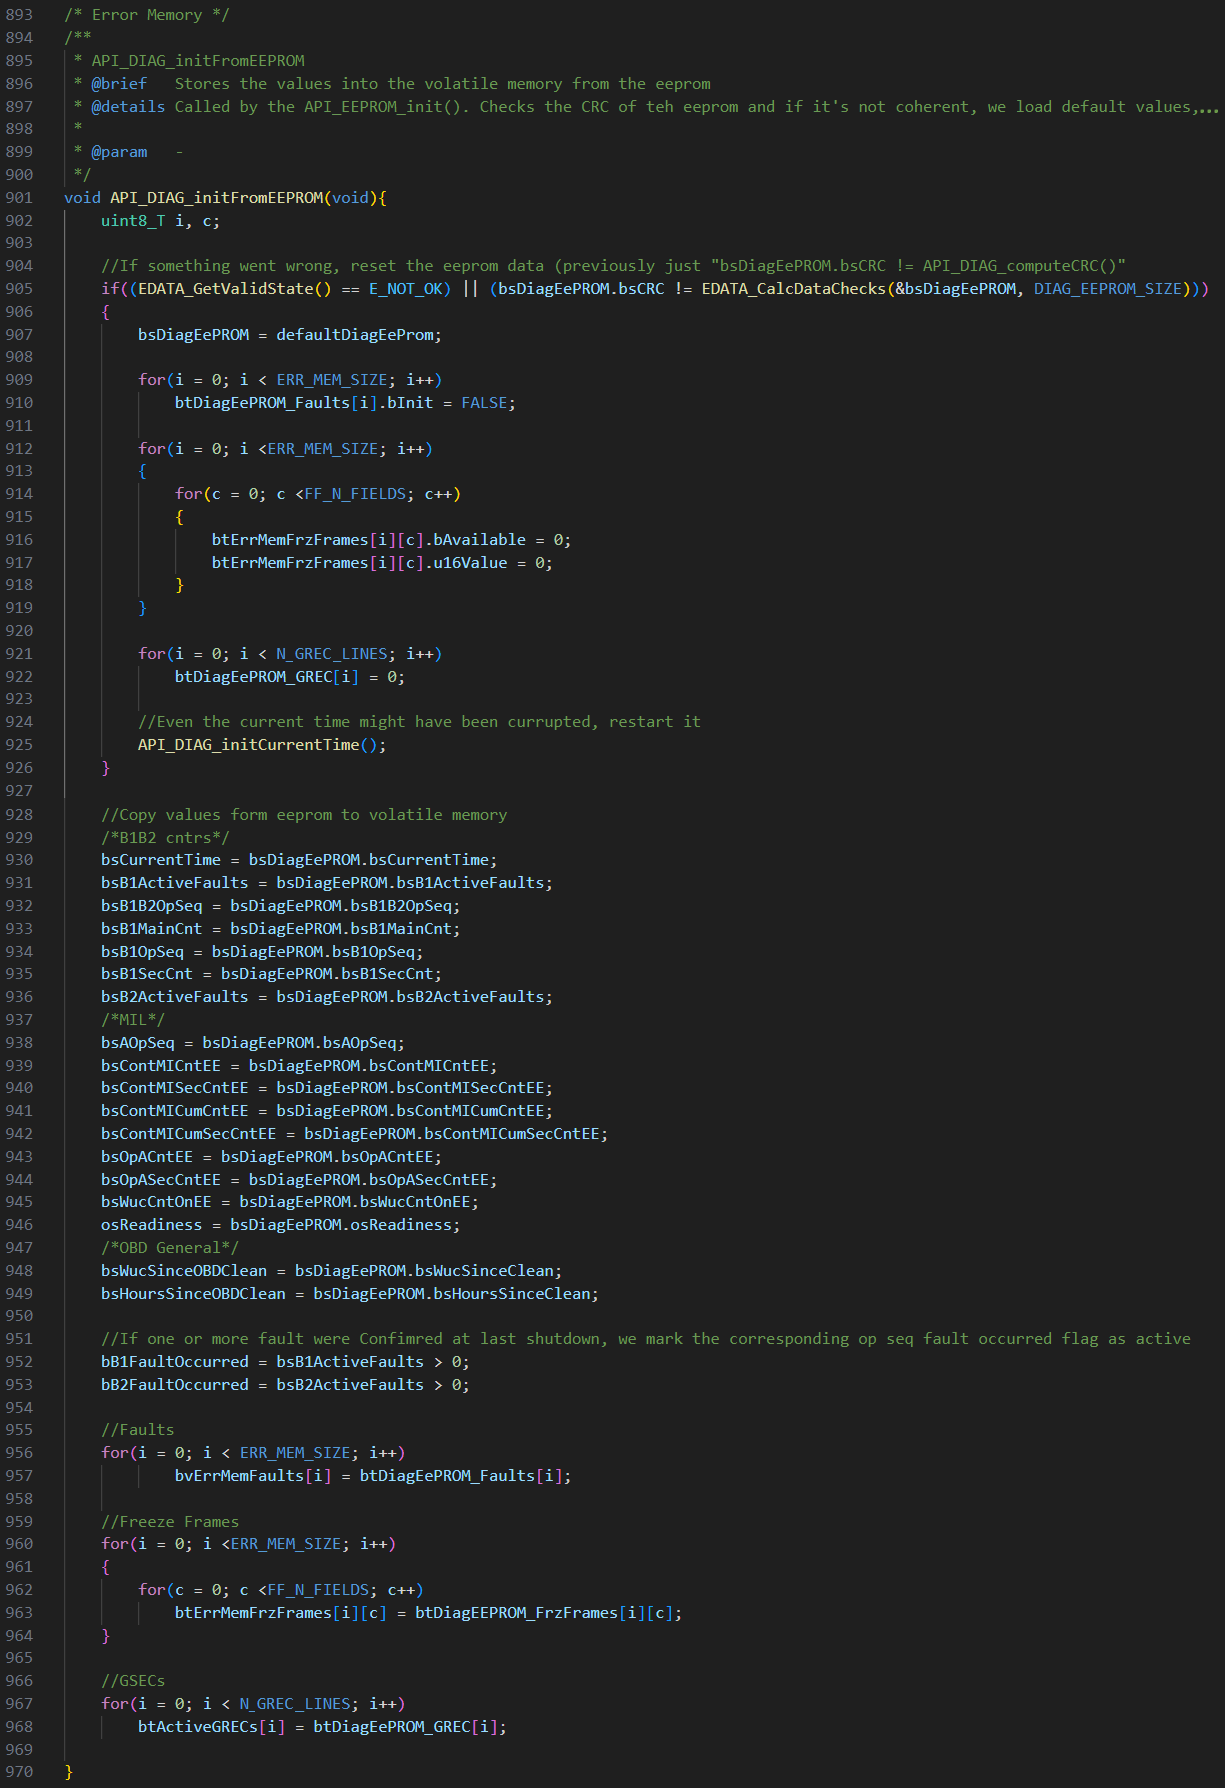 893 /* Error Memory */
894 /**
895  * API_DIAG_initFromEEPROM
896  * @brief   Stores the values into the volatile memory from the eeprom
897  * @details Called by the API_EEPROM_init(). Checks the CRC of teh eeprom and if it's not coherent, we load default values,...
898  *
899  * @param   -
900  */
901 void API_DIAG_initFromEEPROM(void){
902     uint8_T i, c;
903
904     //If something went wrong, reset the eeprom data (previously just "bsDiagEePROM.bsCRC != API_DIAG_computeCRC()"
905     if((EDATA_GetValidState() == E_NOT_OK) || (bsDiagEePROM.bsCRC != EDATA_CalcDataChecks(&bsDiagEePROM, DIAG_EEPROM_SIZE)))
906     {
907         bsDiagEePROM = defaultDiagEeProm;
908
909         for(i = 0; i < ERR_MEM_SIZE; i++)
910             btDiagEePROM_Faults[i].bInit = FALSE;
911
912         for(i = 0; i <ERR_MEM_SIZE; i++)
913         {
914             for(c = 0; c <FF_N_FIELDS; c++)
915             {
916                 btErrMemFrzFrames[i][c].bAvailable = 0;
917                 btErrMemFrzFrames[i][c].u16Value = 0;
918             }
919         }
920
921         for(i = 0; i < N_GREC_LINES; i++)
922             btDiagEePROM_GREC[i] = 0;
923
924         //Even the current time might have been currupted, restart it
925         API_DIAG_initCurrentTime();
926     }
927
928     //Copy values form eeprom to volatile memory
929     /*B1B2 cntrs*/
930     bsCurrentTime = bsDiagEePROM.bsCurrentTime;
931     bsB1ActiveFaults = bsDiagEePROM.bsB1ActiveFaults;
932     bsB1B2OpSeq = bsDiagEePROM.bsB1B2OpSeq;
933     bsB1MainCnt = bsDiagEePROM.bsB1MainCnt;
934     bsB1OpSeq = bsDiagEePROM.bsB1OpSeq;
935     bsB1SecCnt = bsDiagEePROM.bsB1SecCnt;
936     bsB2ActiveFaults = bsDiagEePROM.bsB2ActiveFaults;
937     /*MIL*/
938     bsAOpSeq = bsDiagEePROM.bsAOpSeq;
939     bsContMICntEE = bsDiagEePROM.bsContMICntEE;
940     bsContMISecCntEE = bsDiagEePROM.bsContMISecCntEE;
941     bsContMICumCntEE = bsDiagEePROM.bsContMICumCntEE;
942     bsContMICumSecCntEE = bsDiagEePROM.bsContMICumSecCntEE;
943     bsOpACntEE = bsDiagEePROM.bsOpACntEE;
944     bsOpASecCntEE = bsDiagEePROM.bsOpASecCntEE;
945     bsWucCntOnEE = bsDiagEePROM.bsWucCntOnEE;
946     osReadiness = bsDiagEePROM.osReadiness;
947     /*OBD General*/
948     bsWucSinceOBDClean = bsDiagEePROM.bsWucSinceClean;
949     bsHoursSinceOBDClean = bsDiagEePROM.bsHoursSinceClean;
950
951     //If one or more fault were Confimred at last shutdown, we mark the corresponding op seq fault occurred flag as active
952     bB1FaultOccurred = bsB1ActiveFaults > 0;
953     bB2FaultOccurred = bsB2ActiveFaults > 0;
954
955     //Faults
956     for(i = 0; i < ERR_MEM_SIZE; i++)
957             bvErrMemFaults[i] = btDiagEePROM_Faults[i];
958
959     //Freeze Frames
960     for(i = 0; i <ERR_MEM_SIZE; i++)
961     {
962         for(c = 0; c <FF_N_FIELDS; c++)
963             btErrMemFrzFrames[i][c] = btDiagEEPROM_FrzFrames[i][c];
964     }
965
966     //GSECs
967     for(i = 0; i < N_GREC_LINES; i++)
968         btActiveGRECs[i] = btDiagEePROM_GREC[i];
969
970 }